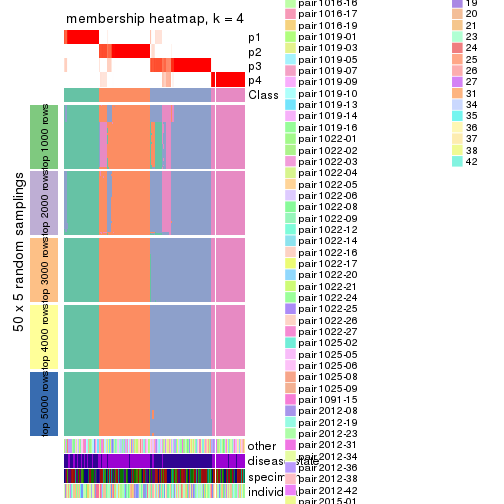 membership heatmap, k = 4
p1
p2
p3
p4
Class
50 x 5 random samplings
top 1000 rows
top 2000 rows
top 3000 rows
top 4000 rows
top 5000 rows
other
disease.state
specim
individ
pair1016-16
pair1016-17
pair1016-19
pair1019-01
pair1019-03
pair1019-05
pair1019-07
pair1019-09
pair1019-10
pair1019-13
pair1019-14
pair1019-16
pair1022-01
pair1022-02
pair1022-03
pair1022-04
pair1022-05
pair1022-06
pair1022-08
pair1022-09
pair1022-12
pair1022-14
pair1022-16
pair1022-17
pair1022-20
pair1022-21
pair1022-24
pair1022-25
pair1022-26
pair1022-27
pair1025-02
pair1025-05
pair1025-06
pair1025-08
pair1025-09
pair1091-15
pair2012-08
pair2012-19
pair2012-23
pair2012-31
pair2012-34
pair2012-36
pair2012-38
pair2012-42
pair2015-01
19
20
21
23
24
25
26
27
31
34
35
36
37
38
42